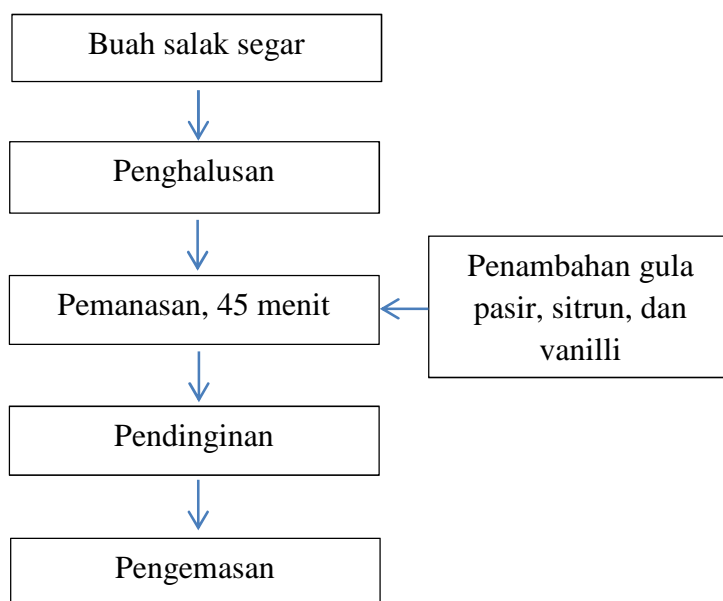 Buah salak segar
Penghalusan
Pemanasan, 45 menit
Penambahan gula
pasir, sitrun, dan
vanilli
Pendinginan
Pengemasan